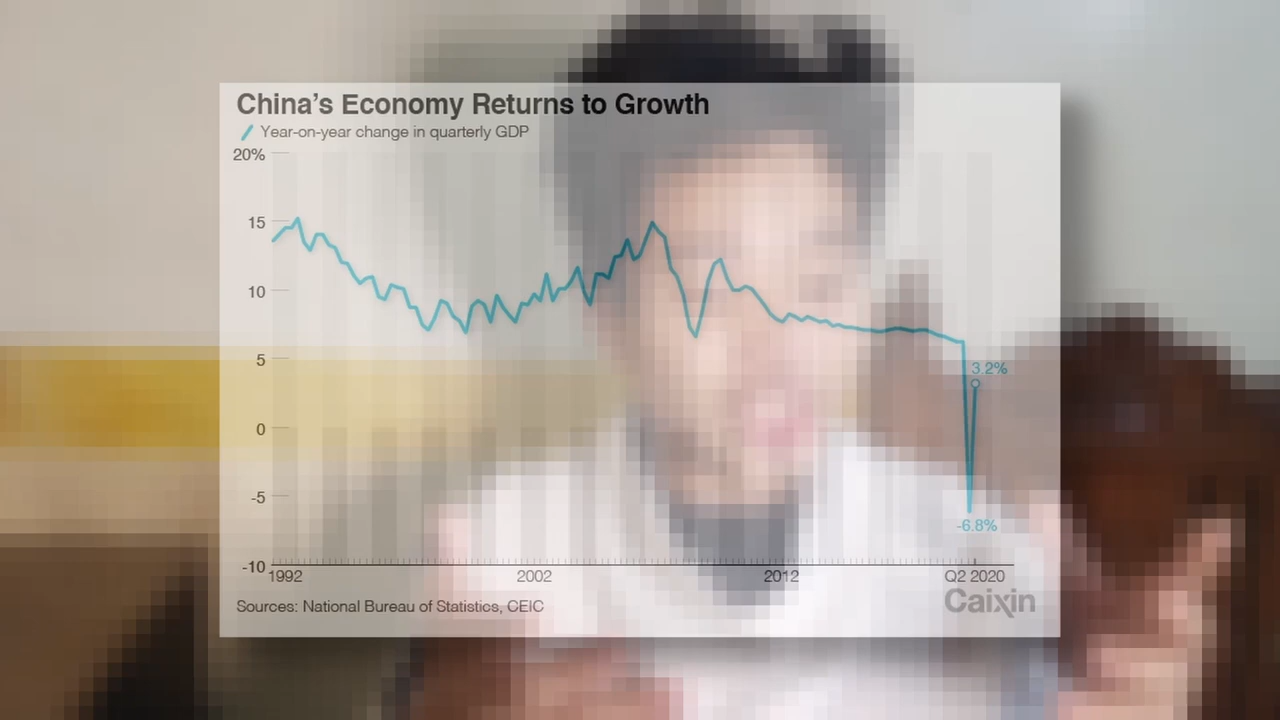 China's Economy Returns to Growth
Year-on-year change in quarterly GDP
20%
15
10
5
3.2%
0
-5
-6.8%
-10
1992
2002
2012
Q2 2020
Sources: National Bureau of Statistics, CEIC
Caixin